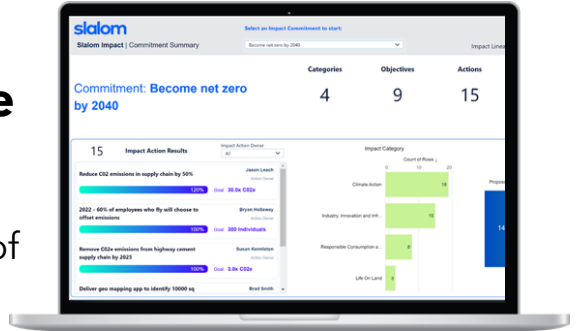 e
of
slalom
Select an Impact Commitment to start:
Slalom Impact | Commitment Summary
Become net zero by 2040
Impact Linea
Commitment: Become net zero
by 2040
Categories
Objectives
Actions
4
9
15
15
Impact Action Results
Impact Action Owner
All
Reduce C02 emissions in supply chain by 50%
Jason Leach
Action Owner
120%
Goal 30.0x C02e
2022 - 60% of employees who fly will choose to
offset emissions
Bryan Holloway
Action Owner
100%
Goal 300 Individuals
Remove C02e emissions from highway cement
supply chain by 2023
Susan Kenniston
Action Owner
100%
Goal 3.0x C02e
Deliver geo mapping app to identify 10000 sq
Brad Smith
Impact Category
Count of Rows
0
10
20
Climate Action
Industry, Innovation and Infr...
Responsible Consumption a...
Life On Land
Propos
14